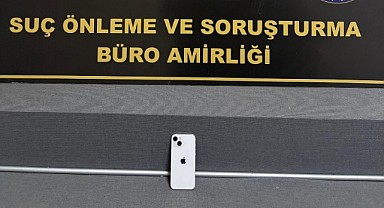 SUÇ ÖNLEME VE SORUŞTURMA
BÜRO AMİRLİĞİ